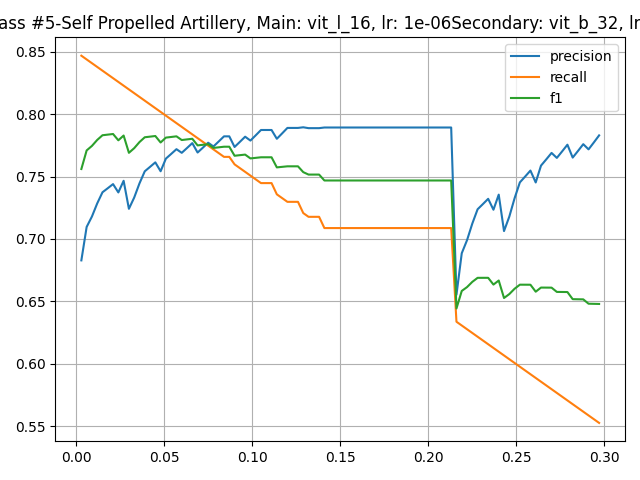 ass #5-Self Propelled Artillery, Main: vit_l_16, lr: 1e-06Secondary: vit_b_32, lr
precision
recall
f1
0.85
0.80
0.75
0.70
0.65
0.60
0.55
0.00 0.05 0.10 0.15 0.20 0.25 0.30